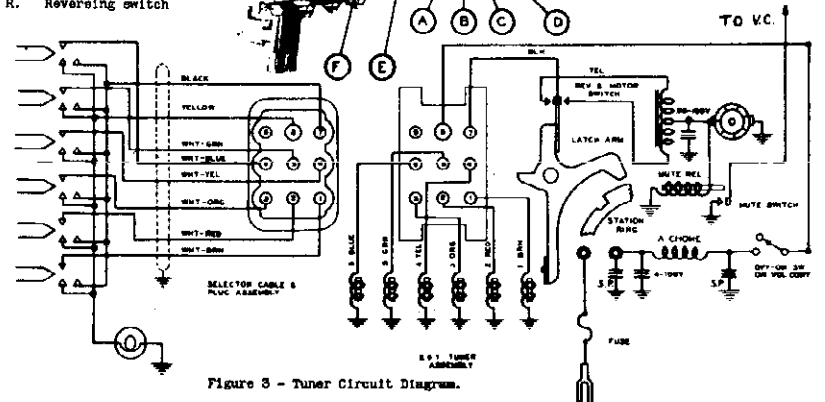 R. Reversing switch
A B C D
F E
TO V.C.
BLK
YEL
REV & MOTOR
SWITCH
BLACK
YELLOW
WHT-GRN
WHT-BLUE
WHT-YEL
WHT-ORG
WHT-RED
WHT-BRN
LATCH ARM
MUTE REL
MUTE SWITCH
STATION
RING
A CHOKE
S.P.
S.P.
OFF-ON SW
ON VOL CONT
6 BLUE
5 GRN
4 YEL
3 ORG
2 RED
1 BRN
SELECTOR CABLE &
PLUG ASSEMBLY
TUNER
ASSEMBLY
FUSE
Figure 3 - Tuner Circuit Diagram.